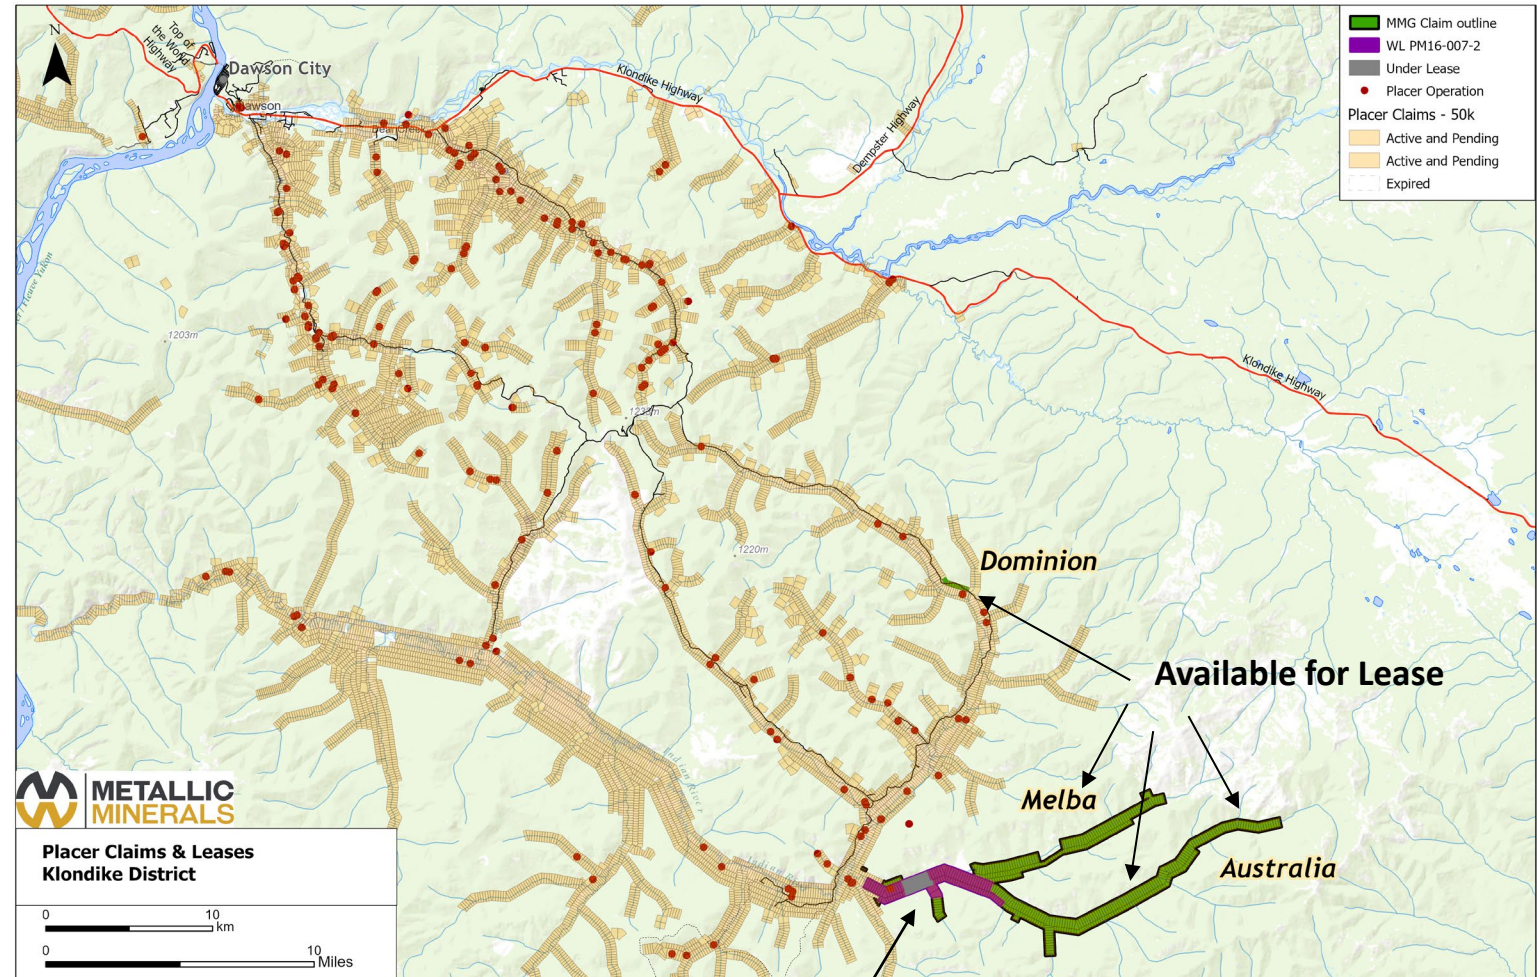 N
Top of
the World
Highway
Dawson City
Dawson
Klondike Highway
Dempster Highway
MMG Claim outline
WL PM16-007-2
Under Lease
Placer Operation
Placer Claims - 50k
Active and Pending
Active and Pending
Expired
1203m
Klondike Highway
1220m
Dominion
Available for Lease
Indian River
Melba
Australia
METALLIC
MINERALS
Placer Claims & Leases
Klondike District
0 10
km
0 10
Miles